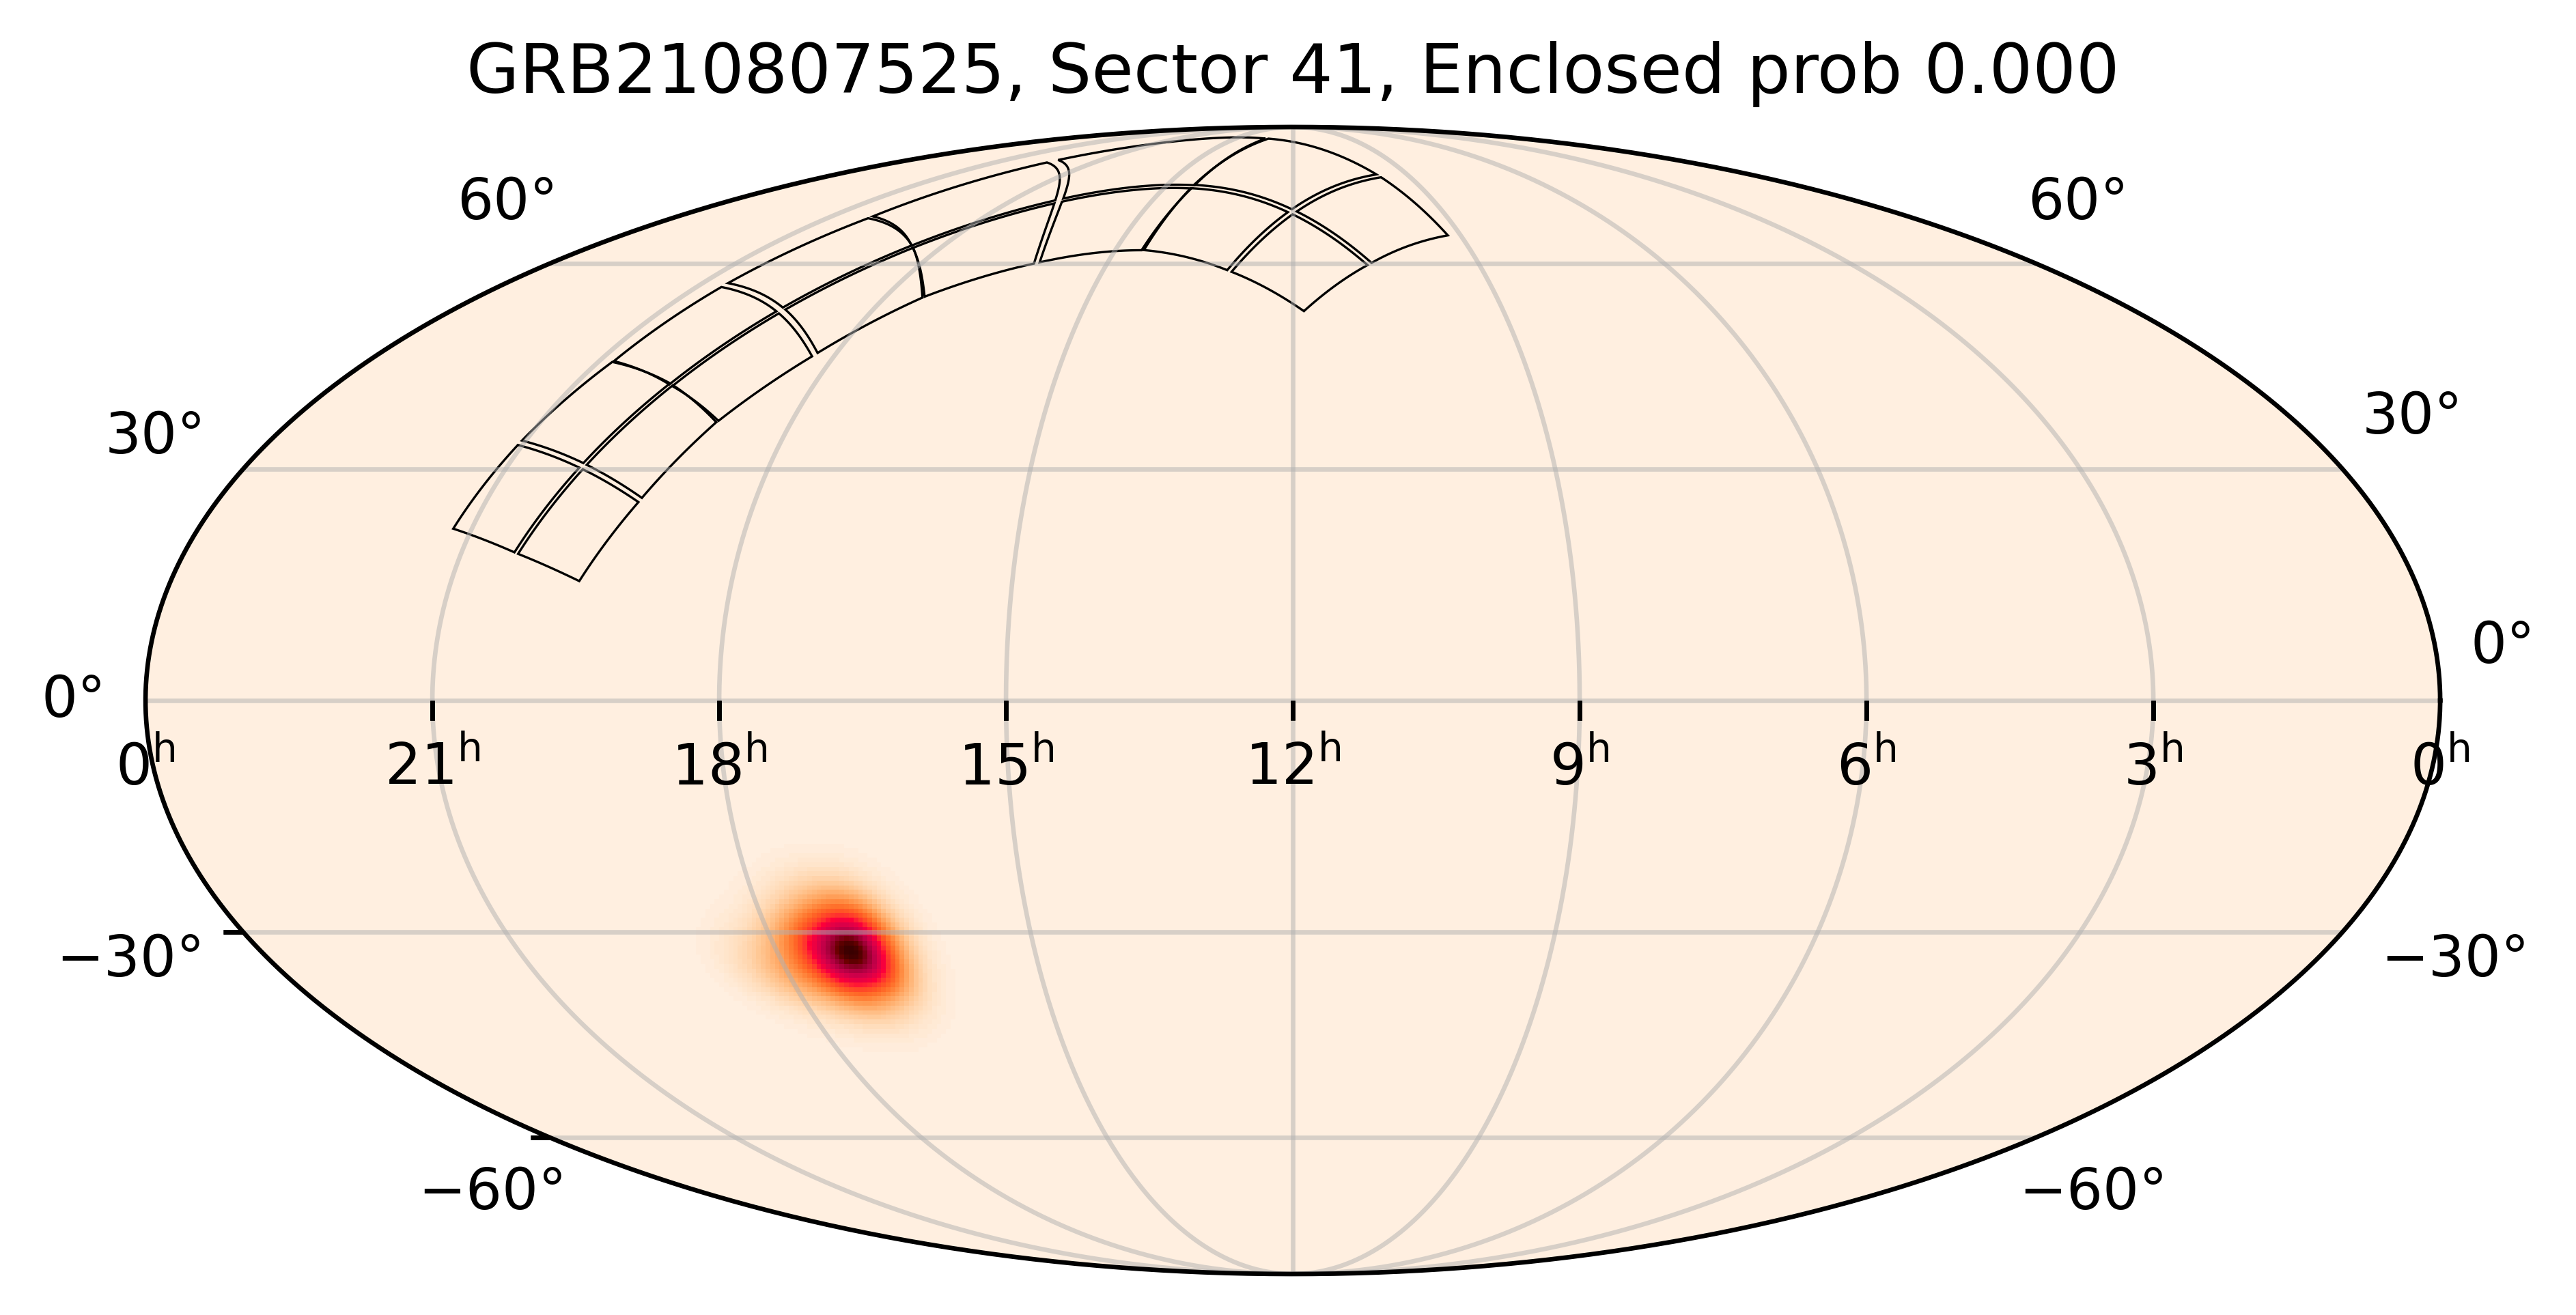 GRB210807525, Sector 41, Enclosed prob 0.000
60° 60°
30° 30°
0° 0°
0ʰ 21ʰ 18ʰ 15ʰ 12ʰ 9ʰ 6ʰ 3ʰ 0ʰ
−30° −30°
−60° −60°